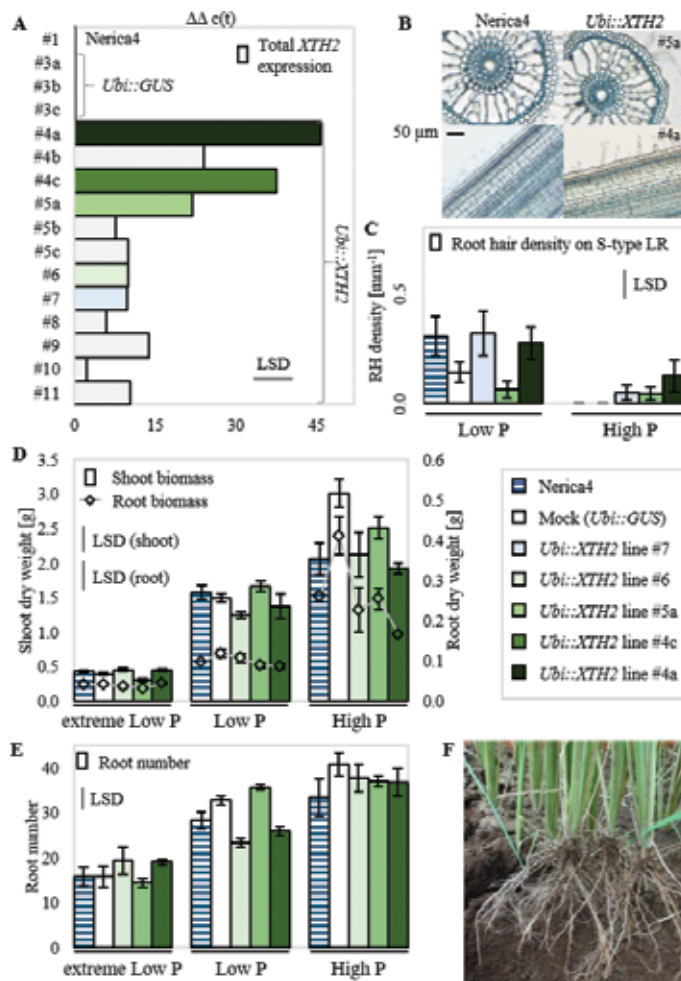 A
ΔΔ c(t)
#1
#3a
#3b
#3c
#4a
#4b
#4c
#5a
#5b
#5c
#6
#7
#8
#9
#10
#11
Nerica4
Ubi::GUS
Total XTH2
expression
Ubi::XTH2
LSD
0 15 30 45
B
Nerica4 Ubi::XTH2
#5a
50 µm
#4a
C
Root hair density on S-type LR
LSD
RH density [mm⁻¹]
0.5
0.0
Low P High P
D
Shoot biomass
Root biomass
LSD (shoot)
LSD (root)
Shoot dry weight [g]
3.5
3.0
2.5
2.0
1.5
1.0
0.5
0.0
Root dry weight [g]
0.6
0.5
0.4
0.3
0.2
0.1
0.0
extreme Low P Low P High P
Nerica4
Mock (Ubi::GUS)
Ubi::XTH2 line #7
Ubi::XTH2 line #6
Ubi::XTH2 line #5a
Ubi::XTH2 line #4c
Ubi::XTH2 line #4a
E
Root number
LSD
Root number
40
30
20
10
0
extreme Low P Low P High P
F